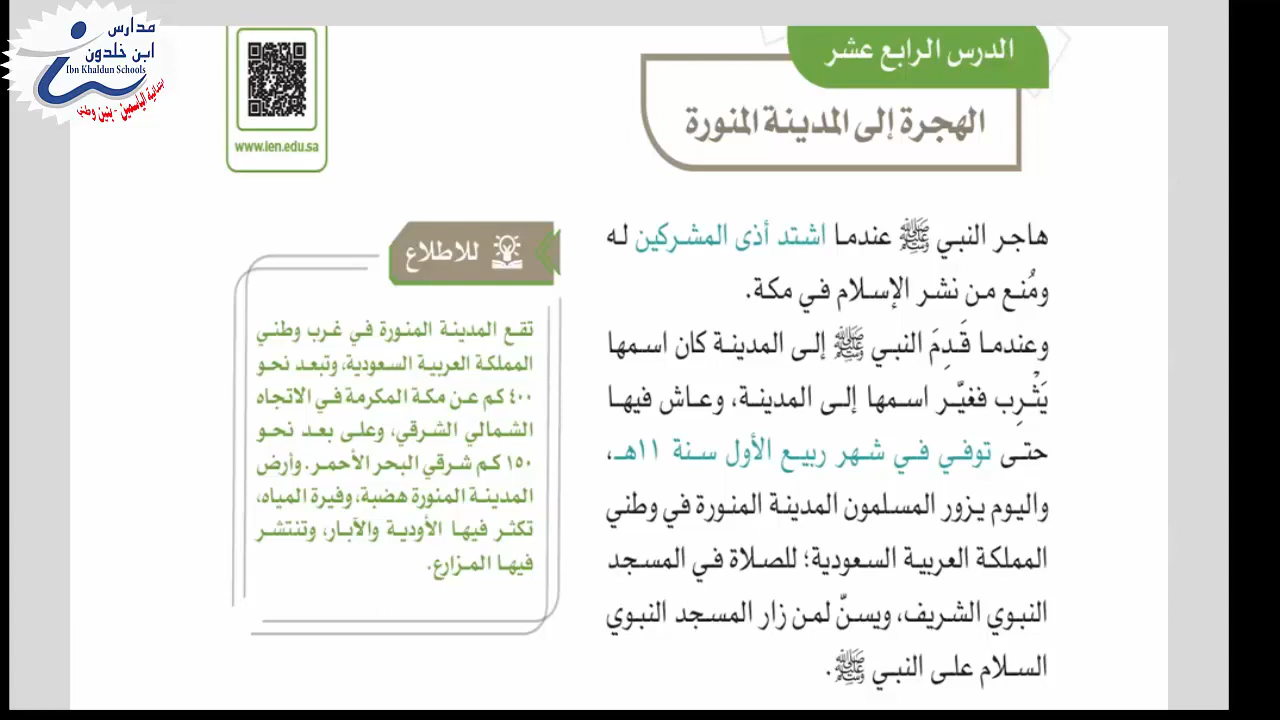 مدارس
ابن خلدون
Ibn Khaldun Schools
ابتدائية الياسمين - بنين وطني
www.ien.edu.sa
الدرس الرابع عشر
الهجرة إلى المدينة المنورة
هاجر النبي ﷺ عندما اشتد أذى المشركين له
ومُنع من نشر الإسلام في مكة.
وعندما قَدِمَ النبي ﷺ إلى المدينة كان اسمها
يَثْرِب فغيَّر اسمها إلى المدينة، وعاش فيها
حتى توفي في شهر ربيع الأول سنة ١١هـ،
واليوم يزور المسلمون المدينة المنورة في وطني
المملكة العربية السعودية؛ للصلاة في المسجد
النبوي الشريف، ويسنّ لمن زار المسجد النبوي
السلام على النبي ﷺ.
للاطلاع
تقع المدينة المنورة في غرب وطني
المملكة العربية السعودية، وتبعد نحو
٤٠٠ كم عن مكة المكرمة في الاتجاه
الشمالي الشرقي، وعلى بعد نحو
١٥٠ كم شرقي البحر الأحمر. وأرض
المدينة المنورة هضبة، وفيرة المياه،
تكثر فيها الأودية والآبار، وتنتشر
فيها المزارع.